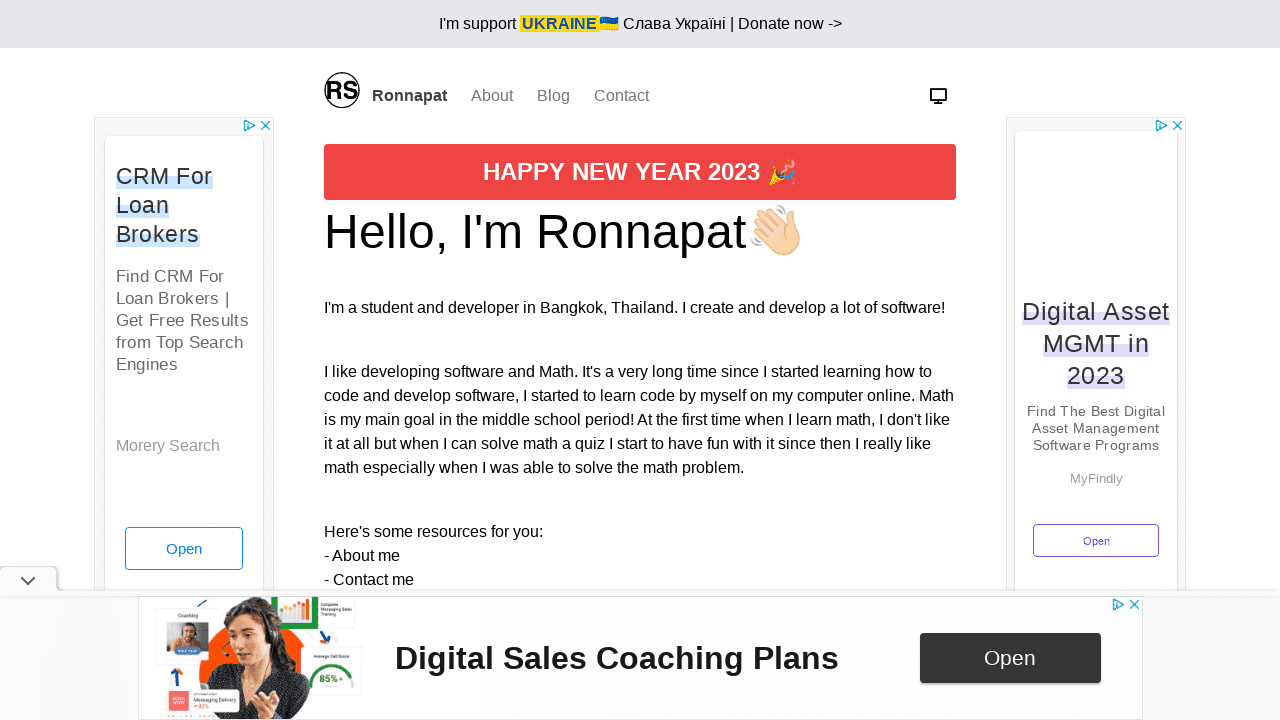 I'm support UKRAINE🇺🇦 Слава Україні | Donate now ->
RS Ronnapat About Blog Contact
HAPPY NEW YEAR 2023 🎉
Hello, I'm Ronnapat👋🏻
I'm a student and developer in Bangkok, Thailand. I create and develop a lot of software!
I like developing software and Math. It's a very long time since I started learning how to
code and develop software, I started to learn code by myself on my computer online. Math
is my main goal in the middle school period! At the first time when I learn math, I don't like
it at all but when I can solve math a quiz I start to have fun with it since then I really like
math especially when I was able to solve the math problem.
Here's some resources for you:
- About me
- Contact me
CRM For
Loan
Brokers
Find CRM For
Loan Brokers |
Get Free Results
from Top Search
Engines
Morery Search
Open
Digital Asset
MGMT in
2023
Find The Best Digital
Asset Management
Software Programs
MyFindly
Open
Coaching
Complete
Messaging Sales
Training
Average Call Score
85%
Messaging Delivery
Digital Sales Coaching Plans
Open